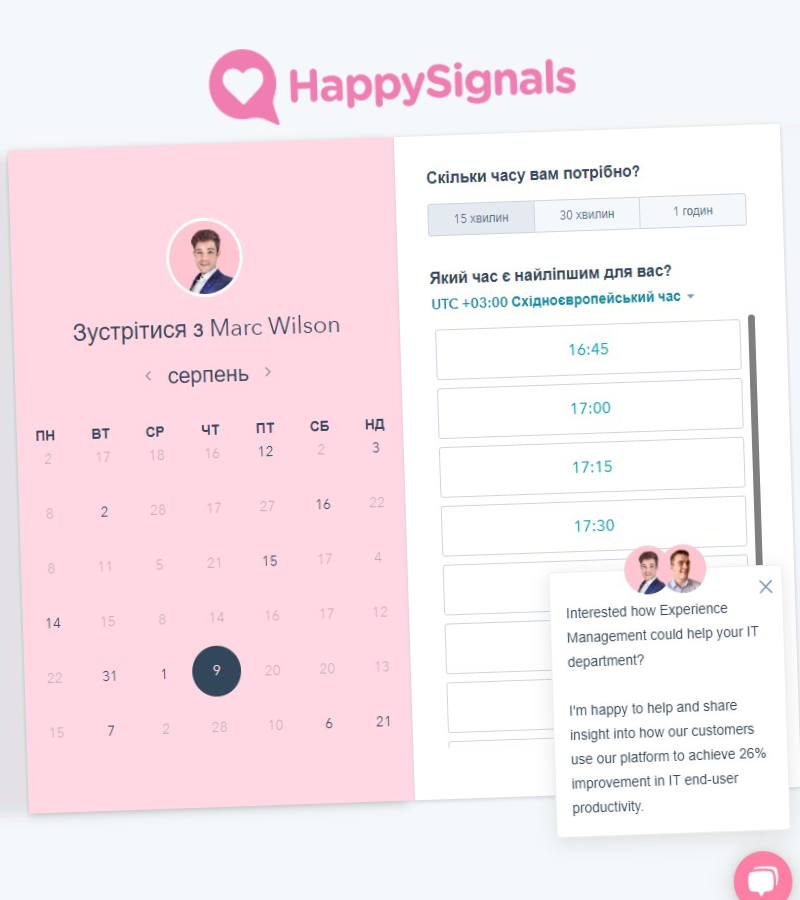 HappySignals
Зустрітися з Marc Wilson
серпень
ПН ВТ СР ЧТ ПТ СБ НД
2 17 18 16 12 2 3
8 2 28 17 27 16 22
8 11 5 21 15 17 4
14 15 8 14 16 17 12
22 31 1 9 20 20 13
15 7 2 28 10 6 21
Скільки часу вам потрібно?
15 хвилин 30 хвилин 1 годин
Який час є найліпшим для вас?
UTC +03:00 Східноєвропейський час
16:45
17:00
17:15
17:30
Interested how Experience
Management could help your IT
department?
I'm happy to help and share
insight into how our customers
use our platform to achieve 26%
improvement in IT end-user
productivity.